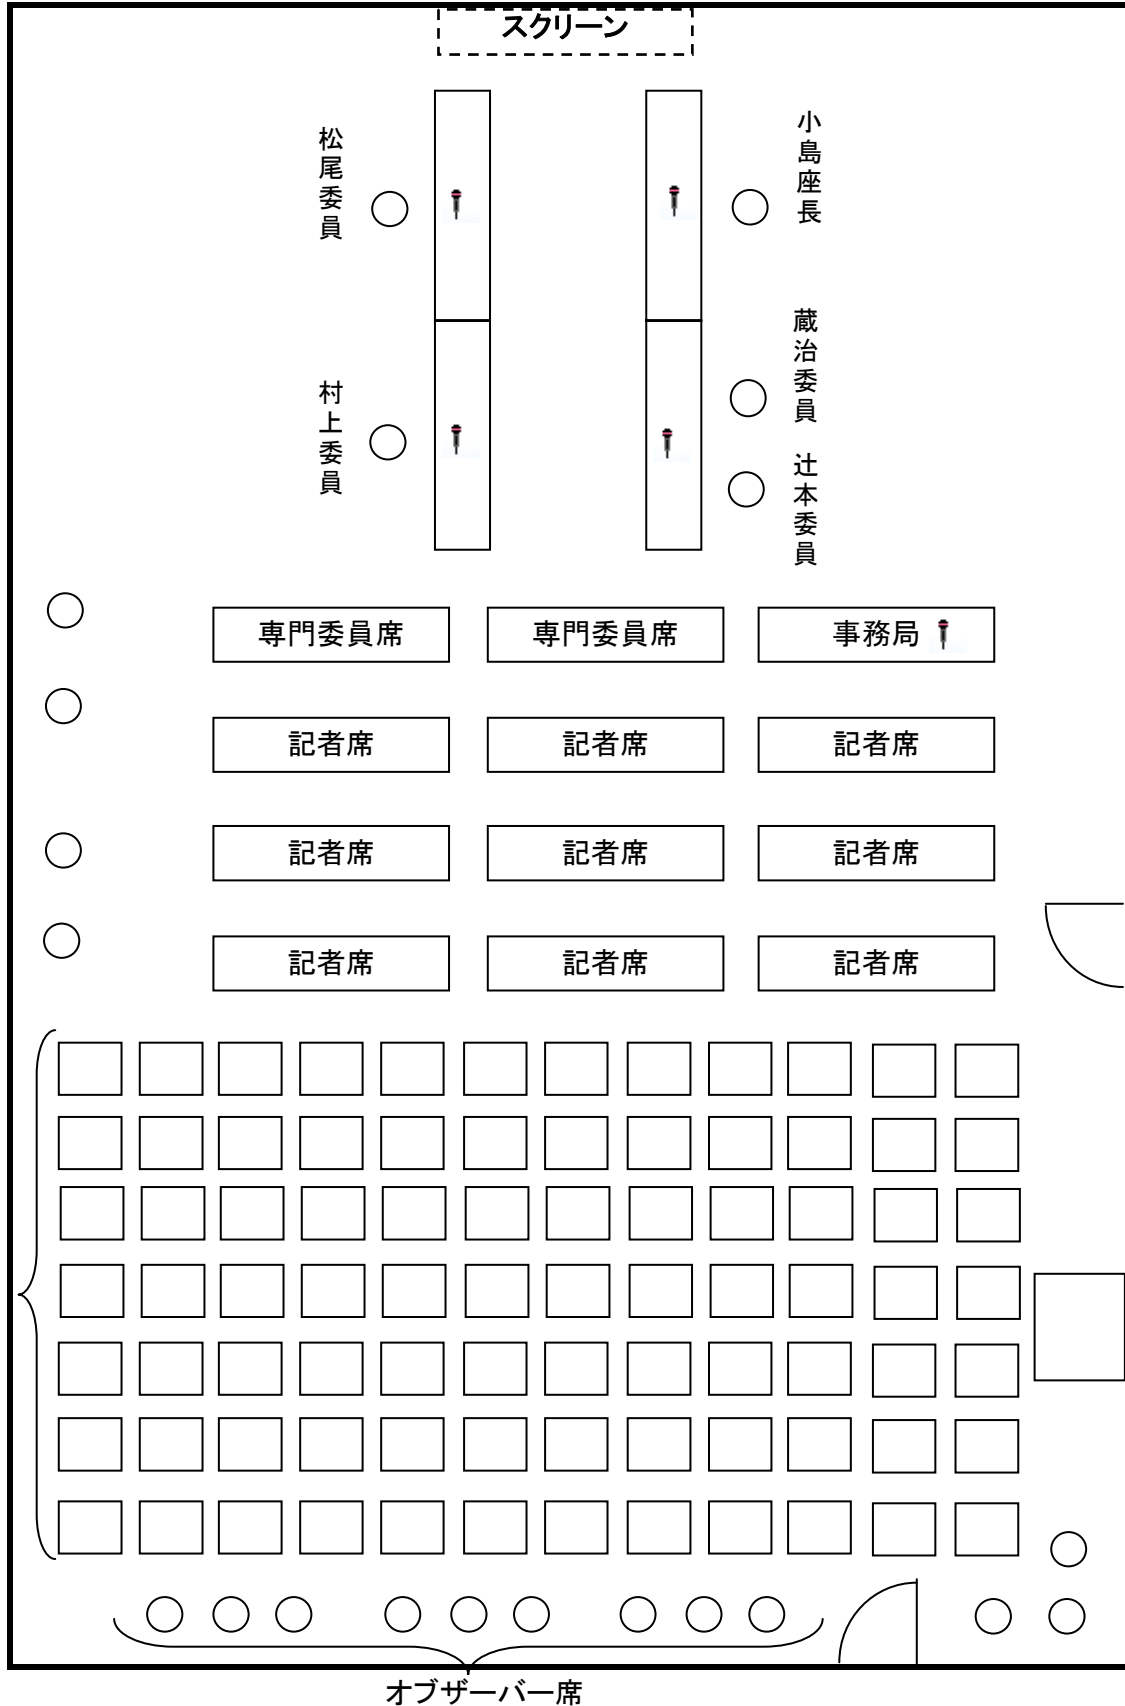 スクリーン
松尾委員
小島座長
蔵治委員
村上委員
辻本委員
専門委員席
専門委員席
事務局
記者席
記者席
記者席
記者席
記者席
記者席
記者席
記者席
記者席
オブザーバー席